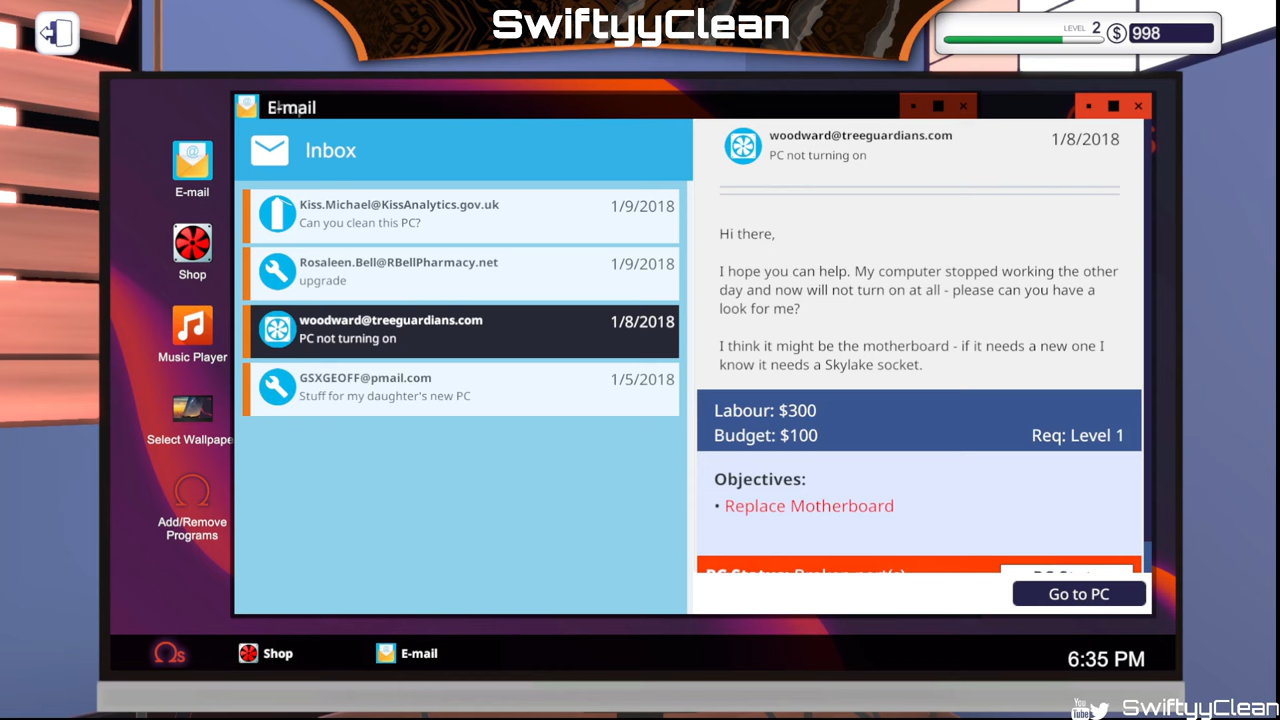 SwiftyyClean
LEVEL 2
$ 998
E-mail
Inbox
woodward@treeguardians.com
1/8/2018
PC not turning on
E-mail
Shop
Music Player
Select Wallpape
Add/Remove
Programs
Kiss.Michael@KissAnalytics.gov.uk
1/9/2018
Can you clean this PC?
Rosaleen.Bell@RBellPharmacy.net
1/9/2018
upgrade
woodward@treeguardians.com
1/8/2018
PC not turning on
GSXGEOFF@pmail.com
1/5/2018
Stuff for my daughter's new PC
Hi there,
I hope you can help. My computer stopped working the other
day and now will not turn on at all - please can you have a
look for me?
I think it might be the motherboard - if it needs a new one I
know it needs a Skylake socket.
Labour: $300
Budget: $100
Req: Level 1
Objectives:
• Replace Motherboard
Go to PC
Ωs
Shop
E-mail
6:35 PM
You
Tube
SwiftyyClean